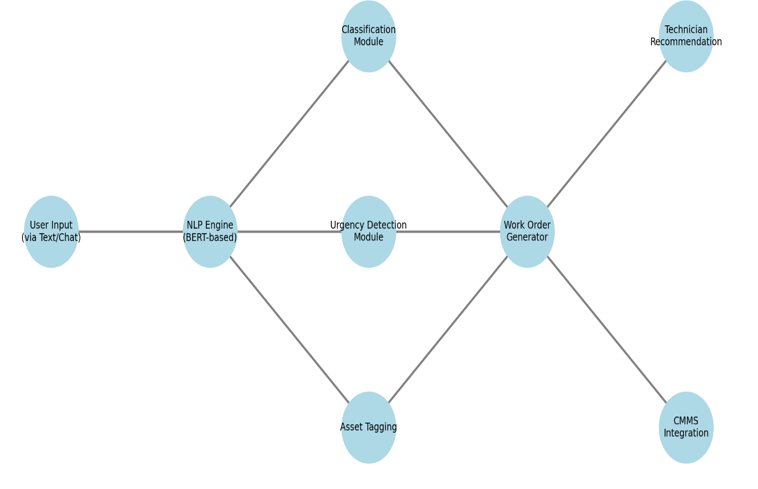 Classification
Module
Technician
Recommendation
User Input
(via Text/Chat)
NLP Engine
(BERT-based)
Urgency Detection
Module
Work Order
Generator
Asset Tagging
CMMS
Integration